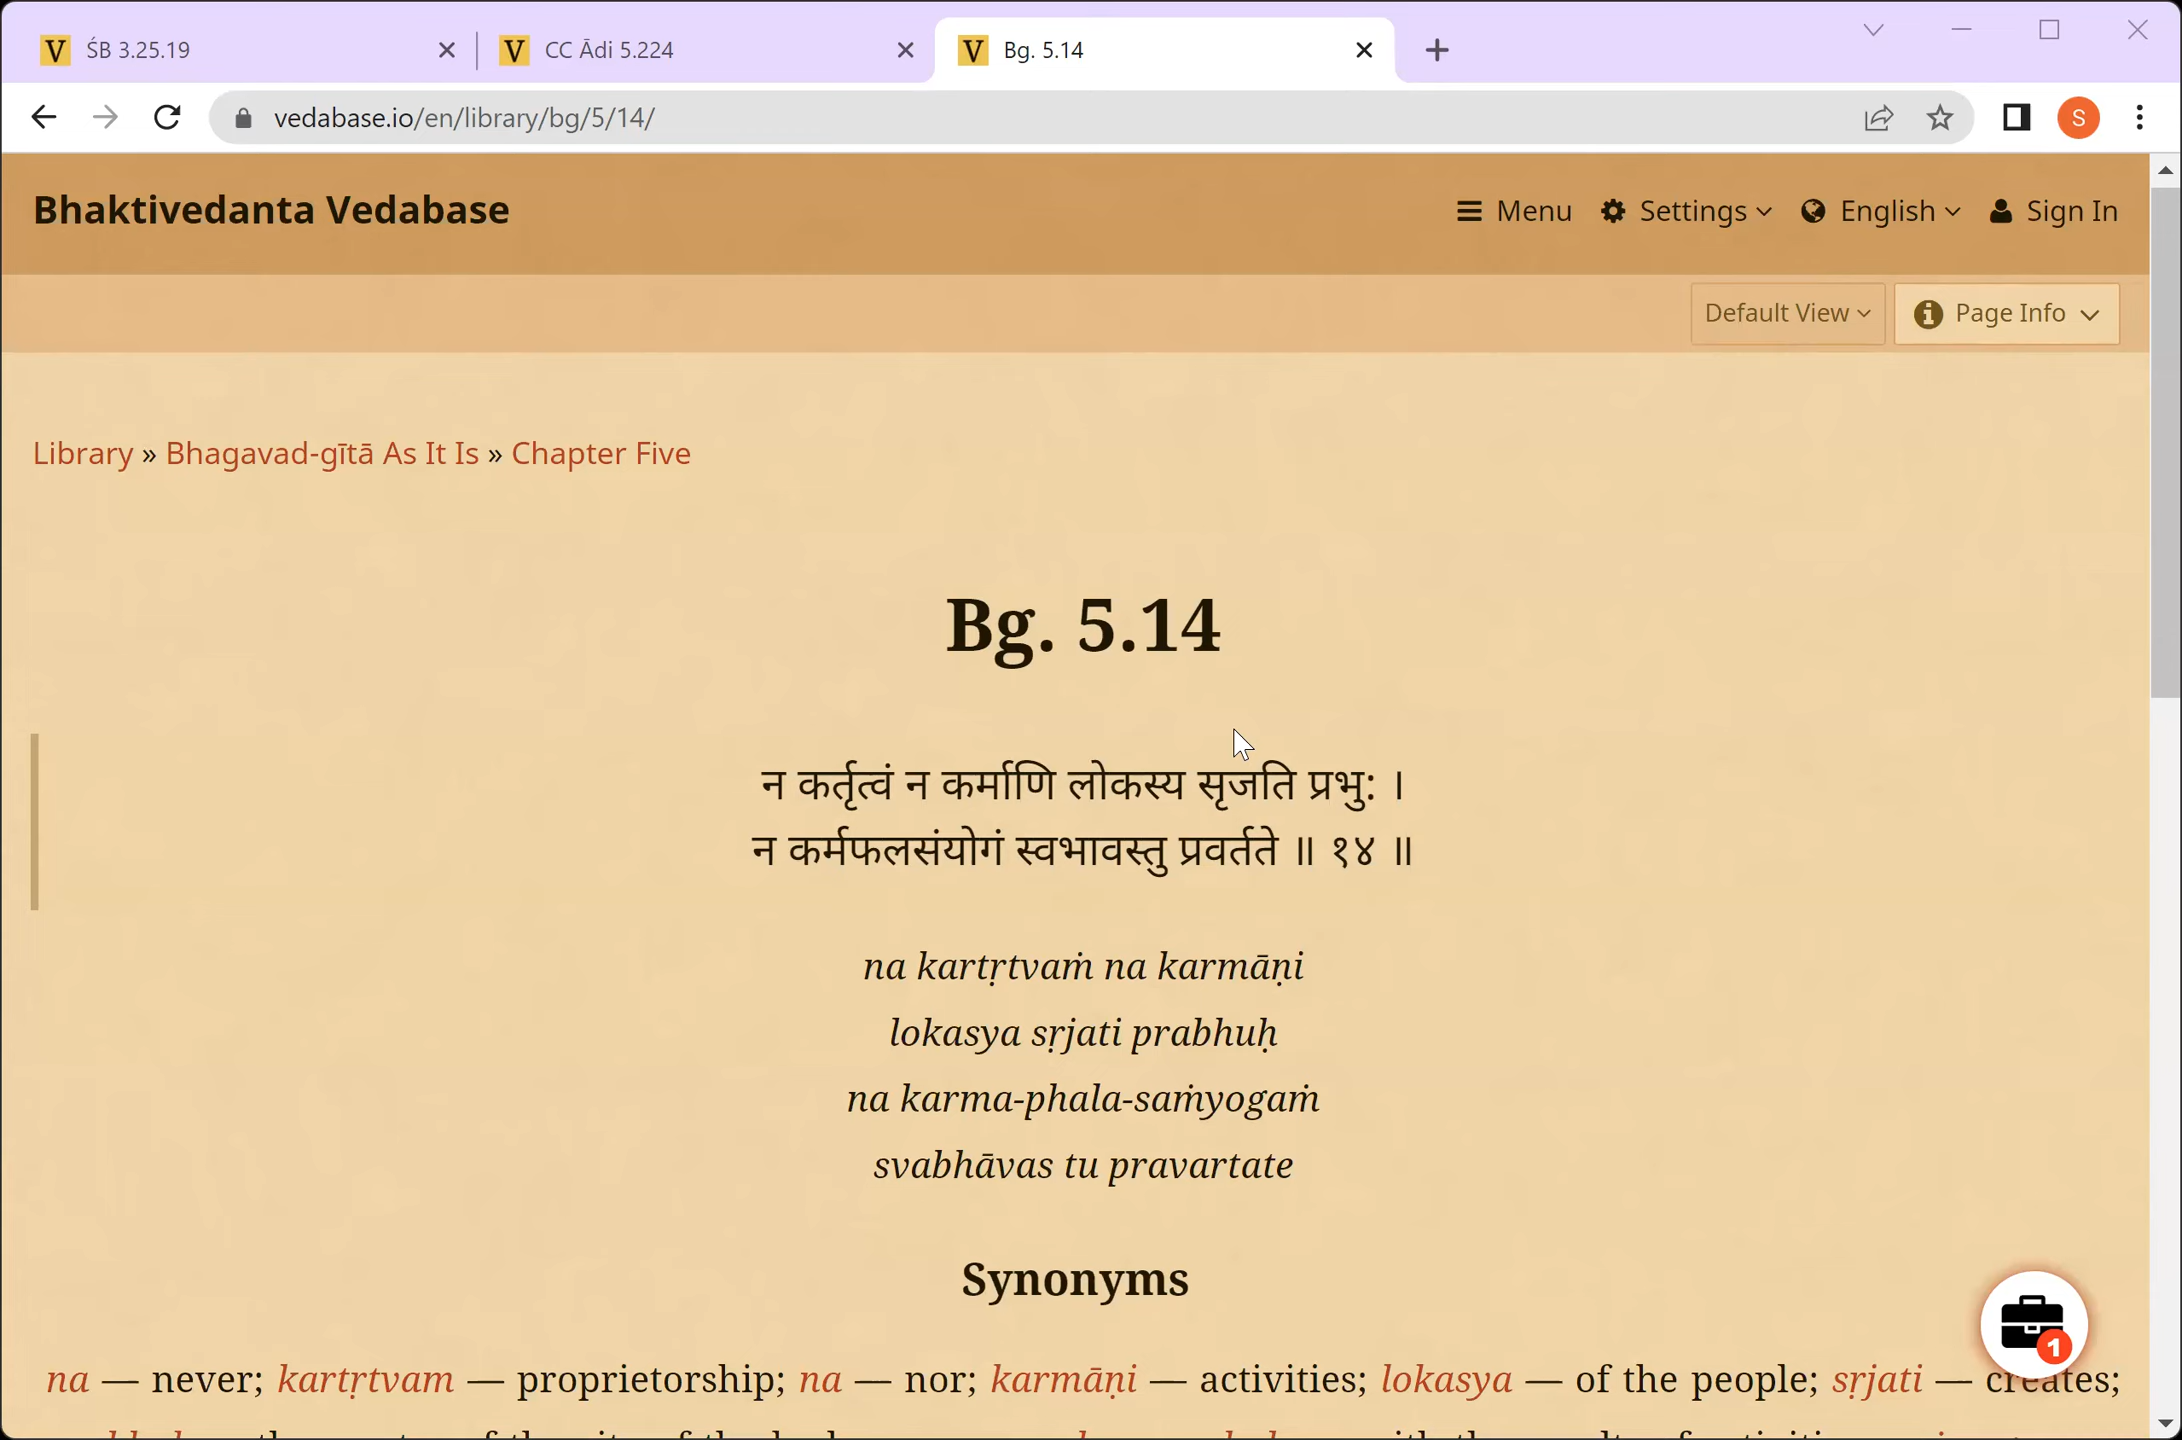 ŚB 3.25.19
CC Ādi 5.224
Bg. 5.14
vedabase.io/en/library/bg/5/14/
S
Bhaktivedanta Vedabase
Menu Settings English Sign In
Default View Page Info
Library » Bhagavad-gītā As It Is » Chapter Five
Bg. 5.14
न कर्तृत्वं न कर्माणि लोकस्य सृजति प्रभु: ।
न कर्मफलसंयोगं स्वभावस्तु प्रवर्तते ॥ १४ ॥
na kartṛtvaṁ na karmāṇi
lokasya sṛjati prabhuḥ
na karma-phala-saṁyogaṁ
svabhāvas tu pravartate
Synonyms
1
na — never; kartṛtvam — proprietorship; na — nor; karmāṇi — activities; lokasya — of the people; sṛjati — creates;